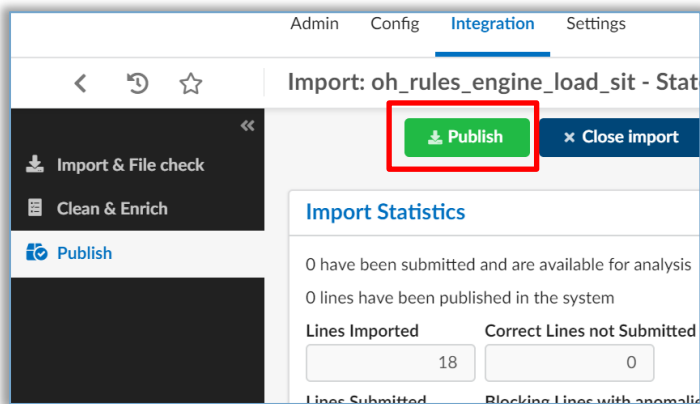 Admin Config Integration Settings
Import: oh_rules_engine_load_sit - Stat
Publish × Close import
Import & File check
Clean & Enrich
Publish
Import Statistics
0 have been submitted and are available for analysis
0 lines have been published in the system
Lines Imported Correct Lines not Submitted
18 0
Lines Submitted Blocking Lines with anomalie